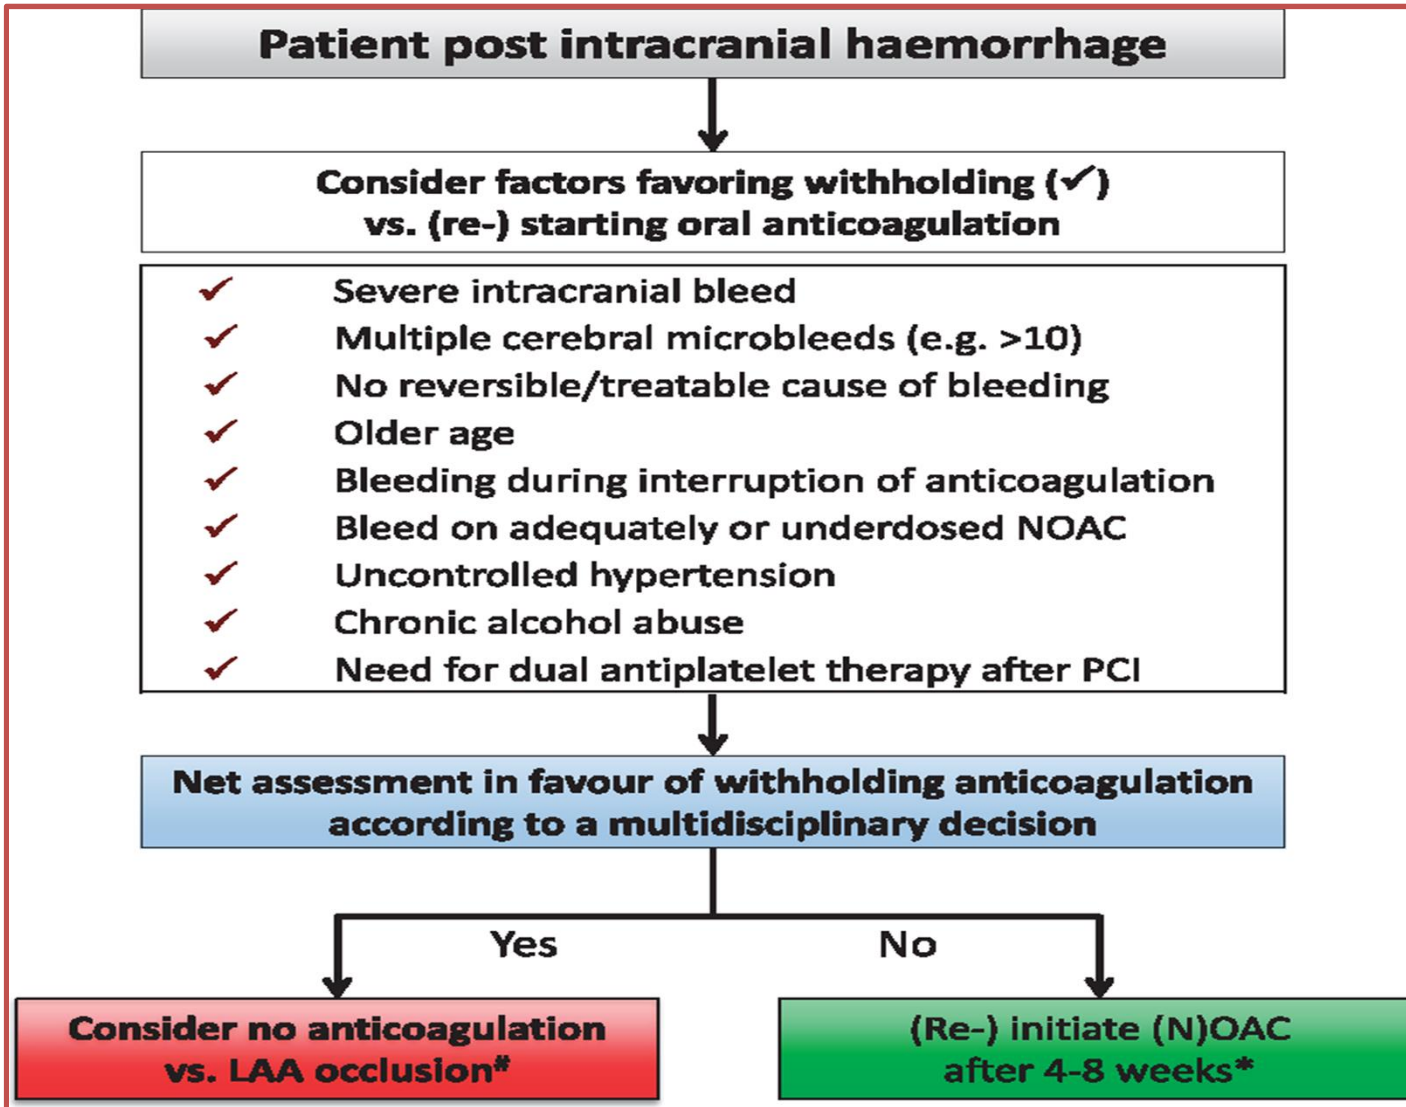 Patient post intracranial haemorrhage
Consider factors favoring withholding (✓)
vs. (re-) starting oral anticoagulation
✓ Severe intracranial bleed
✓ Multiple cerebral microbleeds (e.g. >10)
✓ No reversible/treatable cause of bleeding
✓ Older age
✓ Bleeding during interruption of anticoagulation
✓ Bleed on adequately or underdosed NOAC
✓ Uncontrolled hypertension
✓ Chronic alcohol abuse
✓ Need for dual antiplatelet therapy after PCI
Net assessment in favour of withholding anticoagulation
according to a multidisciplinary decision
Yes
No
Consider no anticoagulation
vs. LAA occlusion#
(Re-) initiate (N)OAC
after 4-8 weeks*